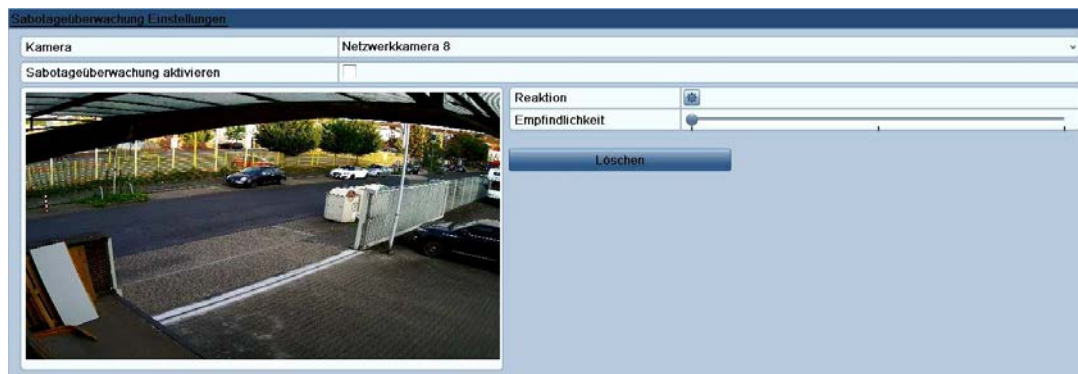 Sabotageüberwachung Einstellungen
Kamera
Netzwerkkamera 8
Sabotageüberwachung aktivieren
Reaktion
Empfindlichkeit
Löschen